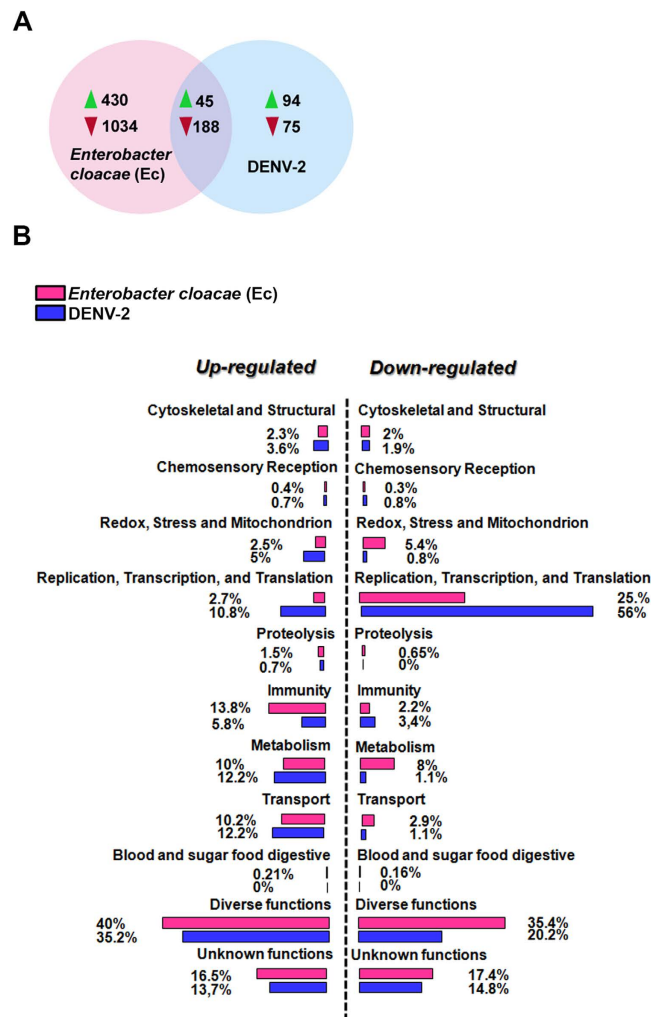 A
430 45 94
1034 188 75
Enterobacter
cloacae (Ec)
DENV-2
B
Enterobacter cloacae (Ec)
DENV-2
Up-regulated Down-regulated
Cytoskeletal and Structural Cytoskeletal and Structural
2.3% 2%
3.6% 1.9%
Chemosensory Reception Chemosensory Reception
0.4% 0.3%
0.7% 0.8%
Redox, Stress and Mitochondrion Redox, Stress and Mitochondrion
2.5% 5.4%
5% 0.8%
Replication, Transcription, and Translation Replication, Transcription, and Translation
2.7% 25.%
10.8% 56%
Proteolysis Proteolysis
1.5% 0.65%
0.7% 0%
Immunity Immunity
13.8% 2.2%
5.8% 3,4%
Metabolism Metabolism
10% 8%
12.2% 1.1%
Transport Transport
10.2% 2.9%
12.2% 1.1%
Blood and sugar food digestive Blood and sugar food digestive
0.21% 0.16%
0% 0%
Diverse functions Diverse functions
40% 35.4%
35.2% 20.2%
Unknown functions Unknown functions
16.5% 17.4%
13,7% 14.8%